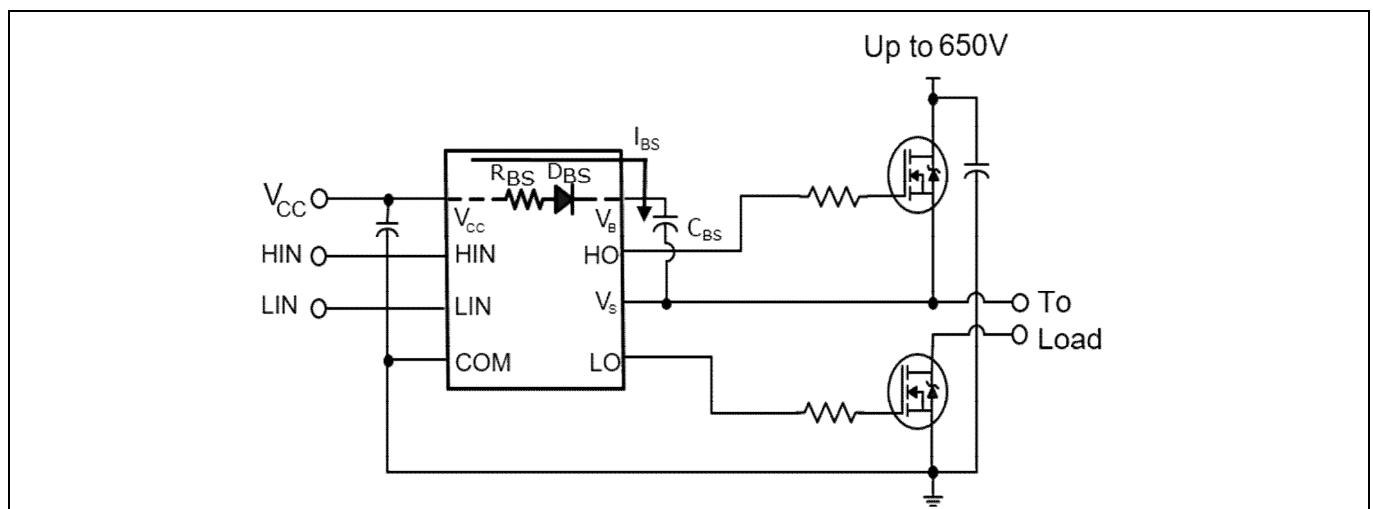 Up to 650V
I_BS
R_BS D_BS
V_CC
V_CC
V_B
C_BS
HIN
HIN
HO
LIN
LIN
V_S
To
Load
COM
LO